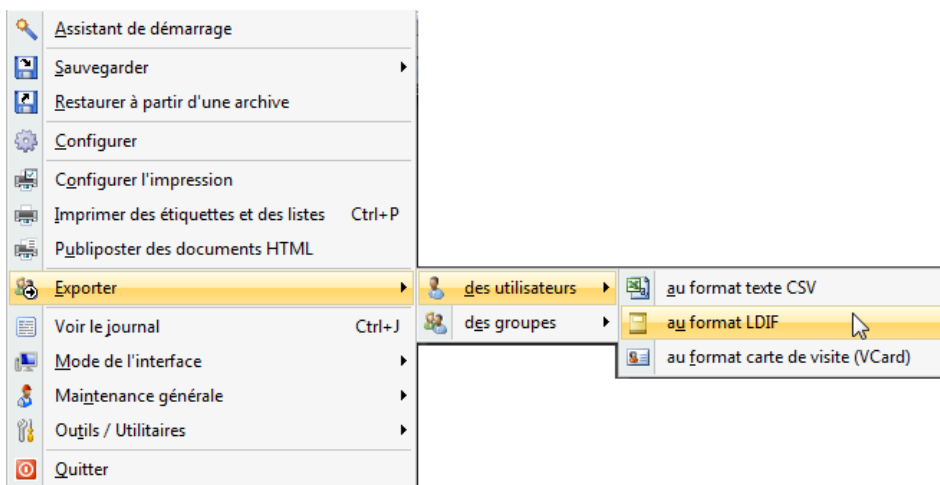 Assistant de démarrage
Sauvegarder
Restaurer à partir d'une archive
Configurer
Configurer l'impression
Imprimer des étiquettes et des listes Ctrl+P
Publiposter des documents HTML
Exporter
des utilisateurs
au format texte CSV
Voir le journal Ctrl+J
des groupes
au format LDIF
Mode de l'interface
au format carte de visite (VCard)
Maintenance générale
Outils / Utilitaires
Quitter